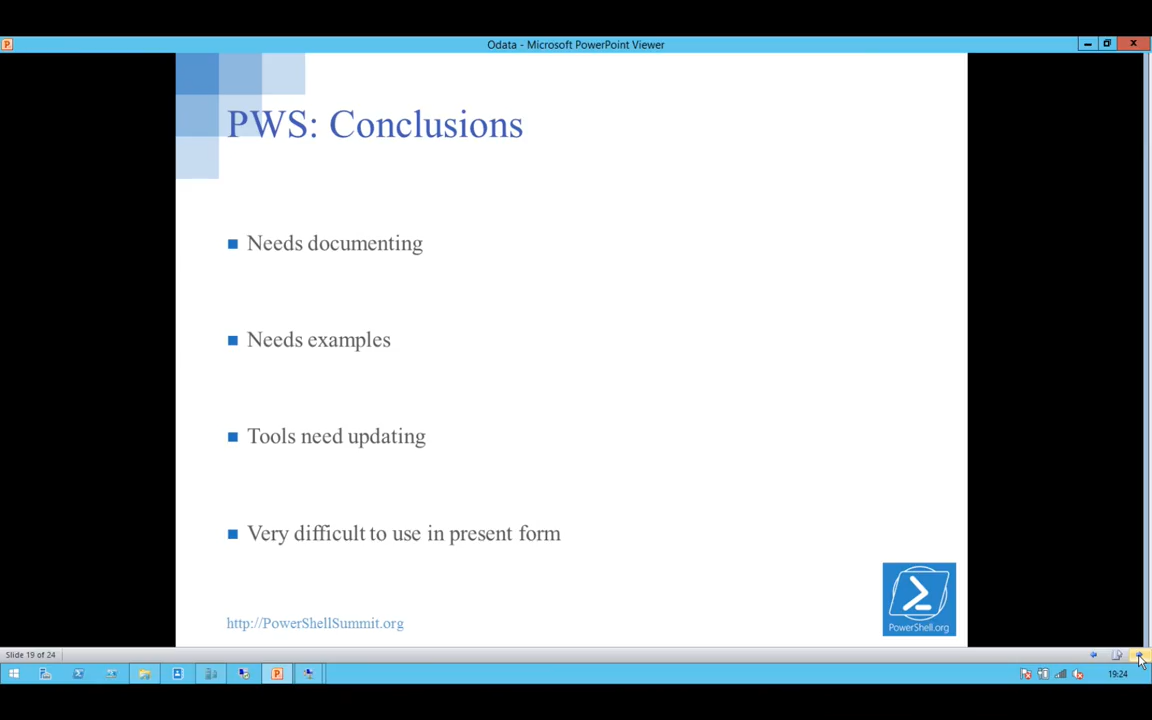 Odata - Microsoft PowerPoint Viewer
PWS: Conclusions
Needs documenting
Needs examples
Tools need updating
Very difficult to use in present form
http://PowerShellSummit.org
PowerShell.org
Slide 19 of 24
19:24